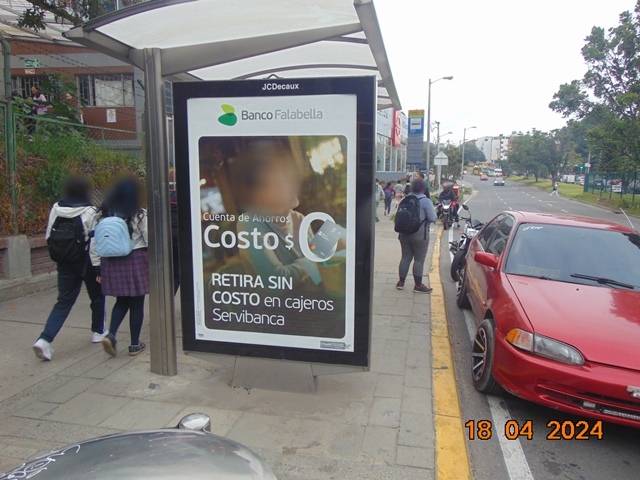 JCDecaux
Banco Falabella
Cuenta de Ahorros
Costo $0
RETIRA SIN
COSTO en cajeros
Servibanca
18 04 2024